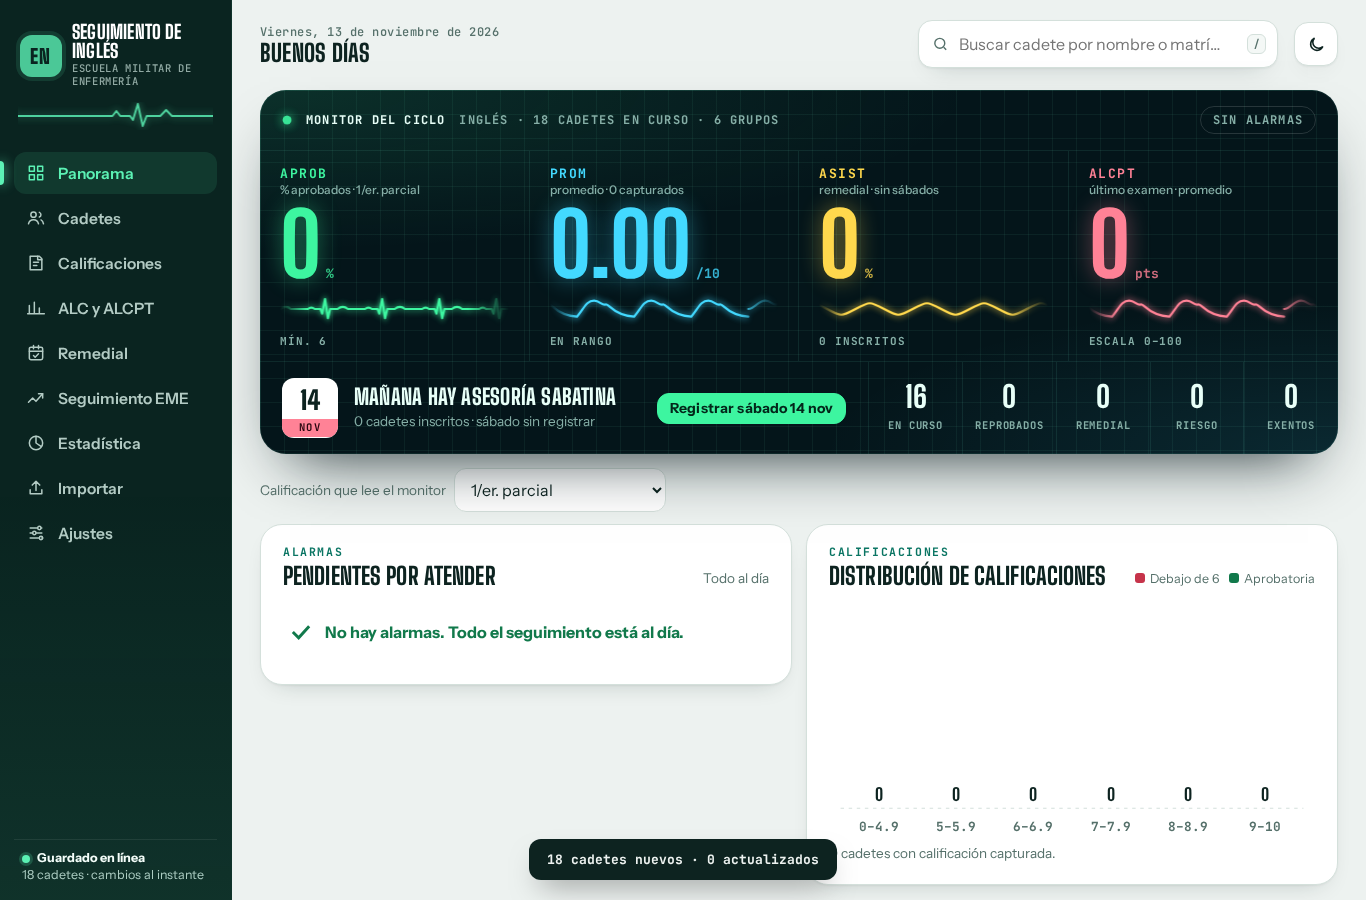 EN
SEGUIMIENTO DE
INGLÉS
ESCUELA MILITAR DE
ENFERMERÍA
Panorama
Cadetes
Calificaciones
ALC y ALCPT
Remedial
Seguimiento EME
Estadística
Importar
Ajustes
Guardado en línea
18 cadetes · cambios al instante
Viernes, 13 de noviembre de 2026
BUENOS DÍAS
Buscar cadete por nombre o matrí...
/
MONITOR DEL CICLO INGLÉS · 18 CADETES EN CURSO · 6 GRUPOS
SIN ALARMAS
APROB
% aprobados · 1/er. parcial
0 %
MÍN. 6
PROM
promedio · 0 capturados
0.00 /10
EN RANGO
ASIST
remedial · sin sábados
0 %
0 INSCRITOS
ALCPT
último examen · promedio
0 pts
ESCALA 0–100
14
NOV
MAÑANA HAY ASESORÍA SABATINA
0 cadetes inscritos · sábado sin registrar
Registrar sábado 14 nov
16
EN CURSO
0
REPROBADOS
0
REMEDIAL
0
RIESGO
0
EXENTOS
Calificación que lee el monitor
1/er. parcial
ALARMAS
PENDIENTES POR ATENDER
Todo al día
No hay alarmas. Todo el seguimiento está al día.
CALIFICACIONES
DISTRIBUCIÓN DE CALIFICACIONES
Debajo de 6
Aprobatoria
0 0 0 0 0 0
0–4.9 5–5.9 6–6.9 7–7.9 8–8.9 9–10
cadetes con calificación capturada.
18 cadetes nuevos · 0 actualizados